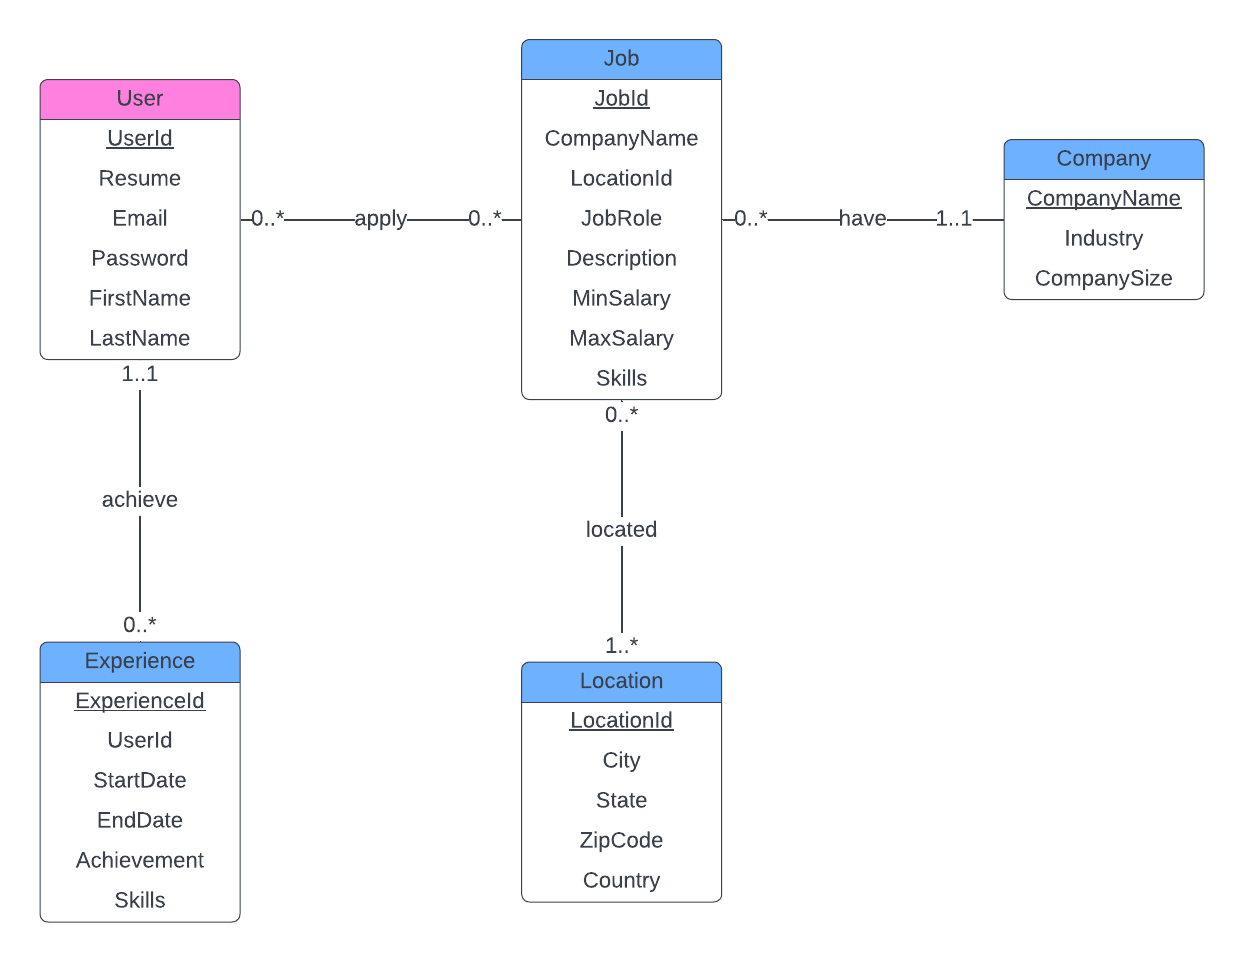 User
UserId
Resume
Email
Password
FirstName
LastName
0..* apply 0..*
Job
JobId
CompanyName
LocationId
JobRole
Description
MinSalary
MaxSalary
Skills
0..* have 1..1
Company
CompanyName
Industry
CompanySize
1..1
achieve
0..*
Experience
ExperienceId
UserId
StartDate
EndDate
Achievement
Skills
0..*
located
1..*
Location
LocationId
City
State
ZipCode
Country